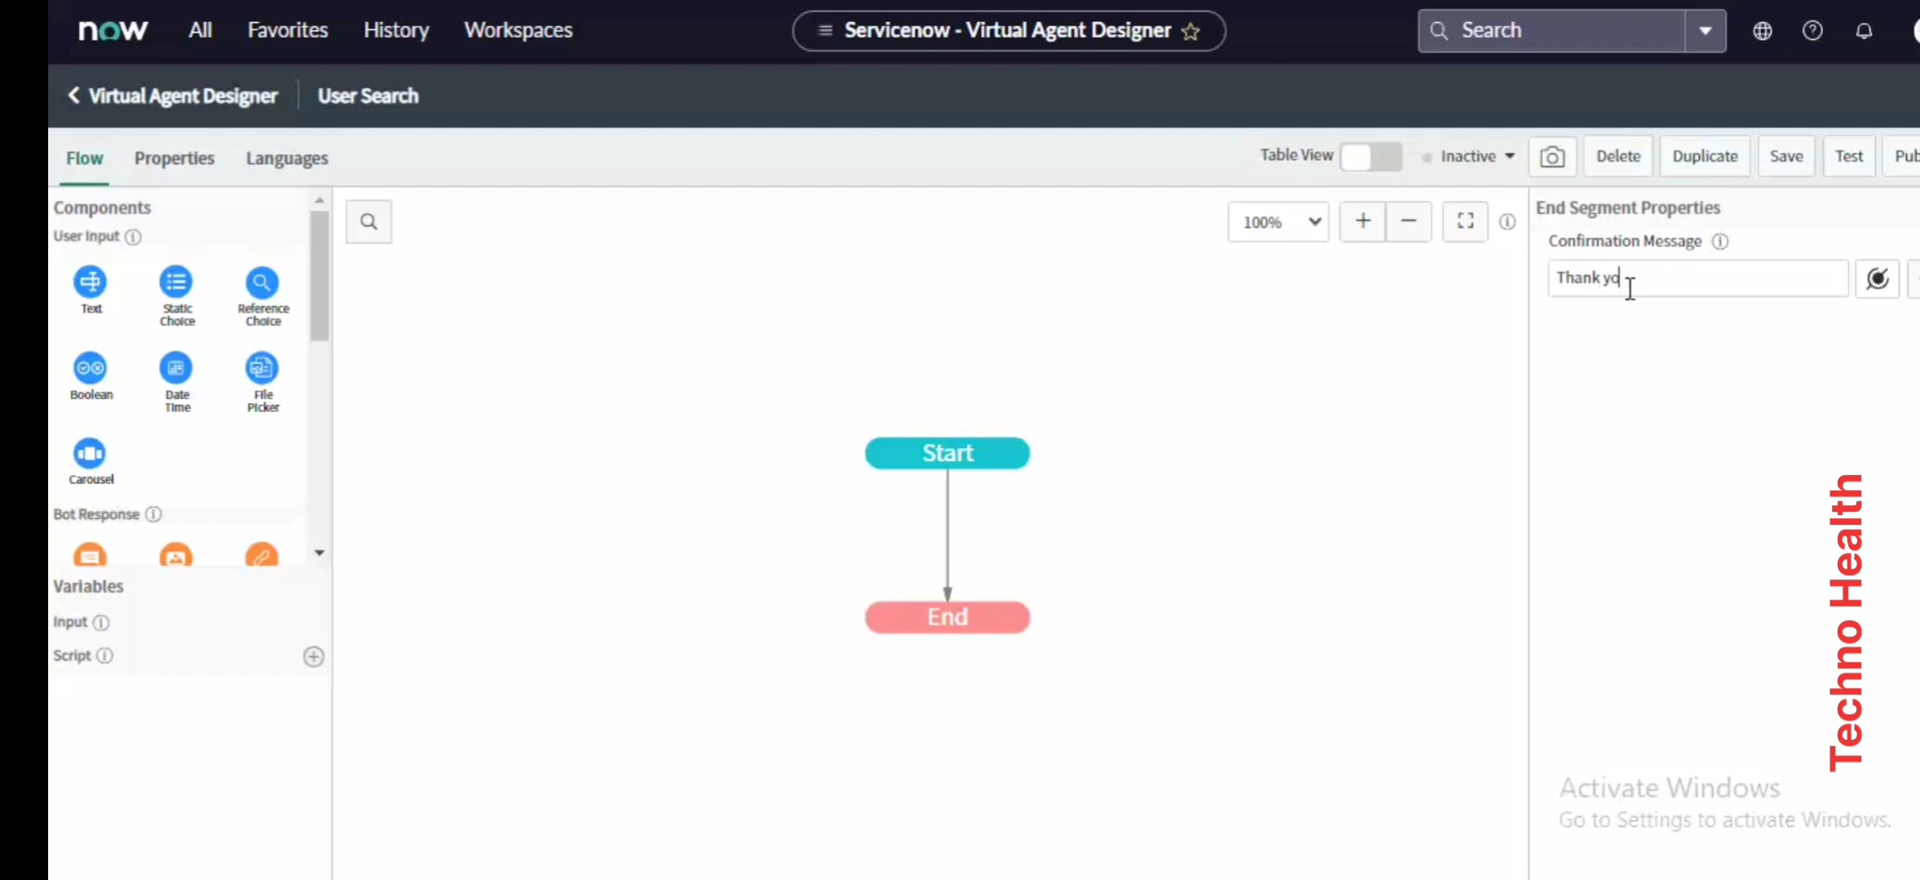 now All Favorites History Workspaces Servicenow - Virtual Agent Designer Search
Virtual Agent Designer User Search
Flow Properties Languages Table View Inactive Delete Duplicate Save Test Pub
Components
User Input
Text Static Choice Reference Choice
Boolean Date Time File Picker
Carousel
Bot Response
Variables
Input
Script
100%
Start
End
End Segment Properties
Confirmation Message
Thank yo
Techno Health
Activate Windows
Go to Settings to activate Windows.